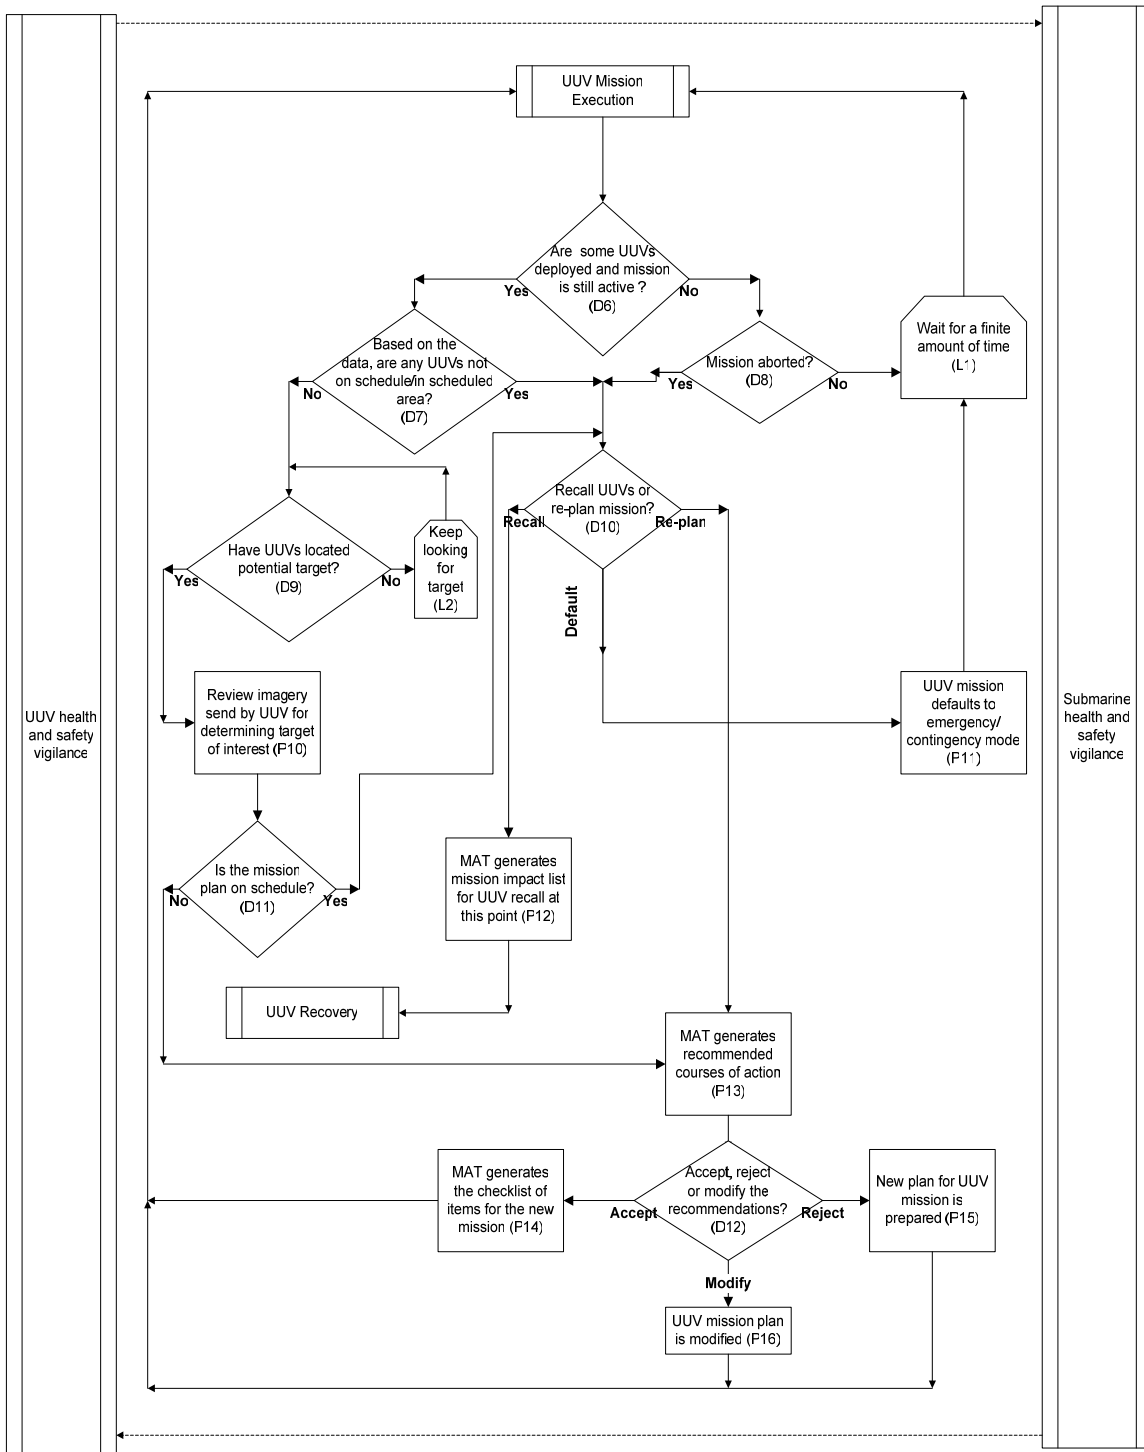 UUV Mission
Execution
Are some UUVs
deployed and mission
is still active ?
(D6)
Yes
No
Based on the
data, are any UUVs not
on schedule/in scheduled
area?
(D7)
No
Yes
Mission aborted?
(D8)
Yes
No
Wait for a finite
amount of time
(L1)
Recall UUVs or
re-plan mission?
(D10)
Recall
Re-plan
Default
Have UUVs located
potential target?
(D9)
Yes
No
Keep
looking
for
target
(L2)
Review imagery
send by UUV for
determining target
of interest (P10)
UUV mission
defaults to
emergency/
contingency mode
(P11)
UUV health
and safety
vigilance
Submarine
health and
safety
vigilance
Is the mission
plan on schedule?
(D11)
No
Yes
MAT generates
mission impact list
for UUV recall at
this point (P12)
UUV Recovery
MAT generates
recommended
courses of action
(P13)
MAT generates
the checklist of
items for the new
mission (P14)
Accept, reject
or modify the
recommendations?
(D12)
Accept
Reject
Modify
New plan for UUV
mission is
prepared (P15)
UUV mission plan
is modified (P16)